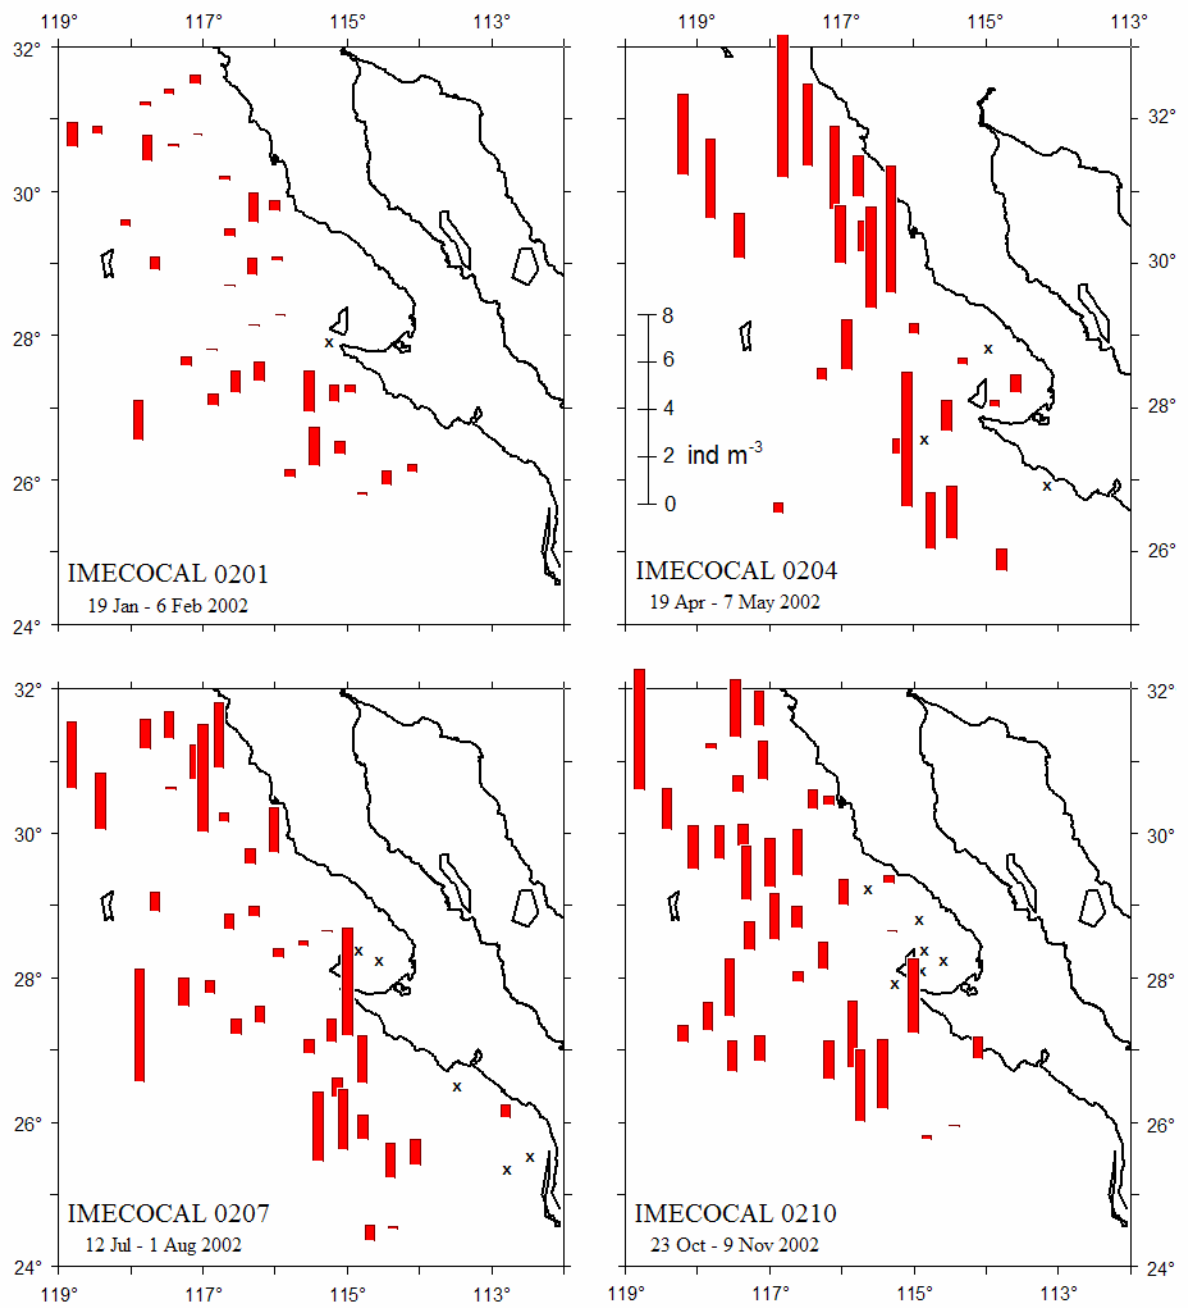 119° 117° 115° 113° 119° 117° 115° 113°
32°
30°
28°
26°
24°
x
IMECOCAL 0201
19 Jan - 6 Feb 2002
32°
30°
28°
26°
8
6
4
2 ind m-3
0
x
x
x
IMECOCAL 0204
19 Apr - 7 May 2002
32°
30°
28°
26°
24°
x
x
x
x
x
IMECOCAL 0207
12 Jul - 1 Aug 2002
32°
30°
28°
26°
24°
x
x
x
x
x
x
IMECOCAL 0210
23 Oct - 9 Nov 2002
119° 117° 115° 113° 119° 117° 115° 113°